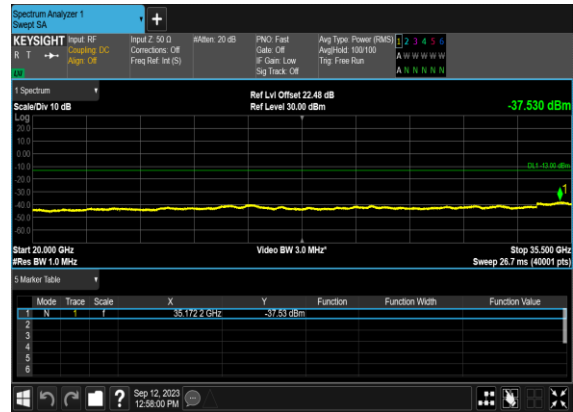 Spectrum Analyzer 1
Swept SA
+
KEYSIGHT Input: RF Input Z: 50 Ω #Atten: 20 dB PNO: Fast Avg Type: Power (RMS) 1 2 3 4 5 6
R T Coupling: DC Corrections: Off Gate: Off Avg|Hold: 100/100 A W W W W W
Align: Off Freq Ref: Int (S) IF Gain: Low Trig: Free Run
LW Sig Track: Off A N N N N N
1 Spectrum
Ref Lvl Offset 22.48 dB
Scale/Div 10 dB Ref Level 30.00 dBm -37.530 dBm
Log
20.0
10.0
0.00
-10.0 DL1 -13.00 dBm
-20.0
-30.0 1
-40.0
-50.0
-60.0
Start 20.000 GHz Video BW 3.0 MHz* Stop 35.500 GHz
#Res BW 1.0 MHz Sweep 26.7 ms (40001 pts)
5 Marker Table
Mode Trace Scale X Y Function Function Width Function Value
1 N 1 f 35.172 2 GHz -37.53 dBm
2
3
4
5
6
? Sep 12, 2023
12:58:00 PM